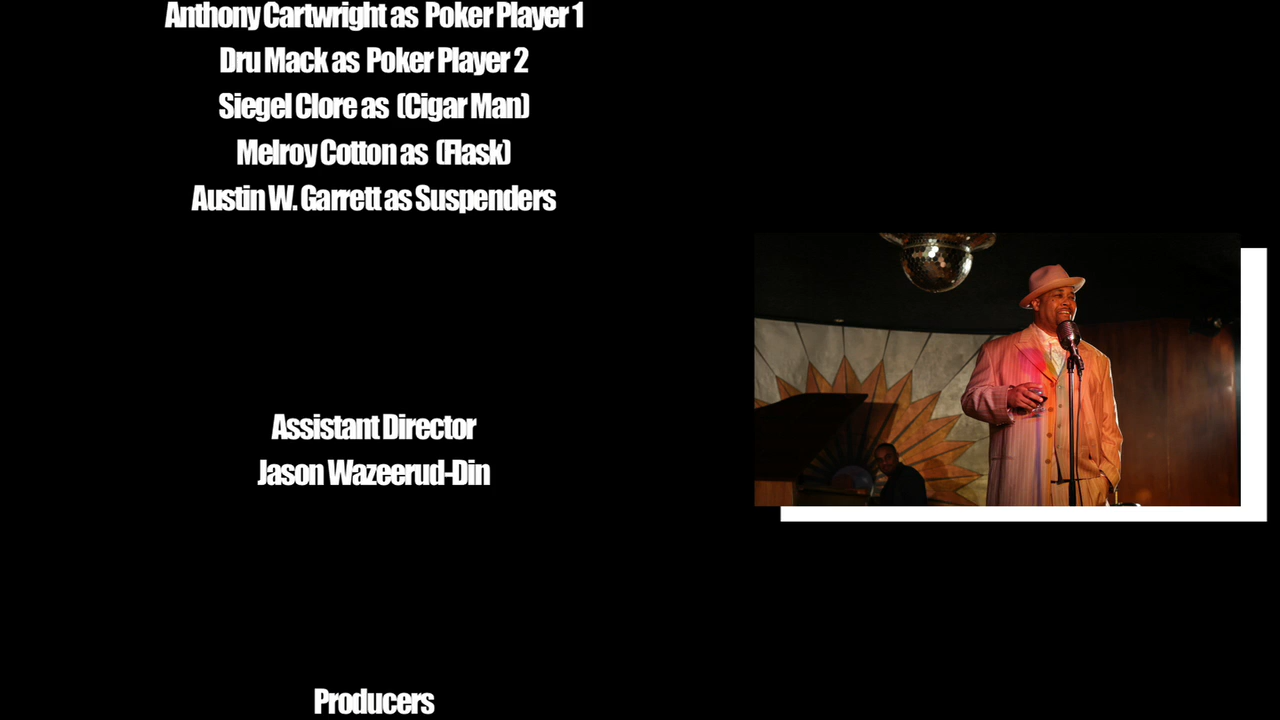 Anthony Cartwright as Poker Player 1
Dru Mack as Poker Player 2
Siegel Clore as (Cigar Man)
Melroy Cotton as (Flask)
Austin W. Garrett as Suspenders
Assistant Director
Jason Wazeerud-Din
Producers